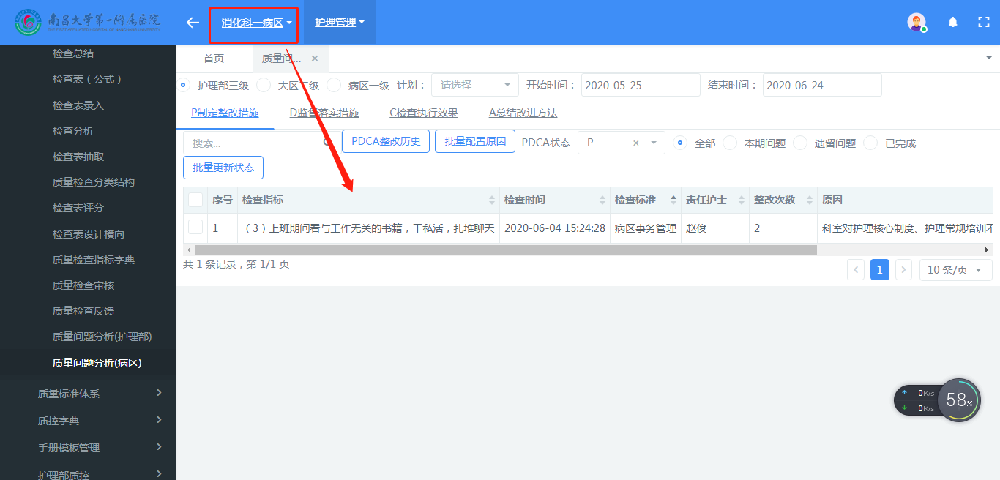 南昌大学第一附属医院
THE FIRST AFFILIATED HOSPITAL OF NANCHANG UNIVERSITY
消化科一病区
护理管理
检查总结
检查表（公式）
检查表录入
检查分析
检查表抽取
质量检查分类结构
检查表评分
检查表设计横向
质量检查指标字典
质量检查审核
质量检查反馈
质量问题分析(护理部)
质量问题分析(病区)
质量标准体系
质控字典
手册模板管理
护理部质控
首页 质量问... ×
护理部三级 大区二级 病区一级 计划： 请选择 开始时间： 2020-05-25 结束时间： 2020-06-24
P制定整改措施 D监督落实措施 C检查执行效果 A总结改进方法
搜索... PDCA整改历史 批量配置原因 PDCA状态 P × 全部 本期问题 遗留问题 已完成
批量更新状态
序号 检查指标 检查时间 检查标准 责任护士 整改次数 原因
1 （3）上班期间看与工作无关的书籍，干私活，扎堆聊天 2020-06-04 15:24:28 病区事务管理 赵俊 2 科室对护理核心制度、护理常规培训不
共 1 条记录，第 1/1 页
1 10 条/页
0K/s
0K/s
58%